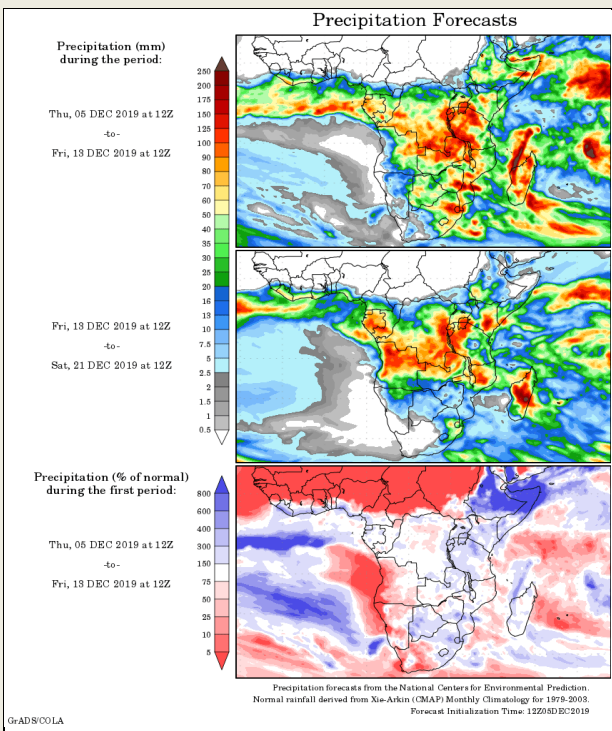 Precipitation Forecasts
Precipitation (mm)
during the period:
Thu, 05 DEC 2019 at 12Z
-to-
Fri, 13 DEC 2019 at 12Z
250
200
175
150
125
100
90
80
70
60
50
40
35
30
25
20
16
13
10
7.5
5
2.5
2
1.5
1
0.5
Fri, 13 DEC 2019 at 12Z
-to-
Sat, 21 DEC 2019 at 12Z
Precipitation (% of normal)
during the first period:
Thu, 05 DEC 2019 at 12Z
-to-
Fri, 13 DEC 2019 at 12Z
800
600
400
300
150
75
50
25
10
5
Precipitation forecasts from the National Centers for Environmental Prediction.
Normal rainfall derived from Xie-Arkin (CMAP) Monthly Climatology for 1979-2003.
Forecast Initialization Time: 12Z05DEC2019
GrADS/COLA